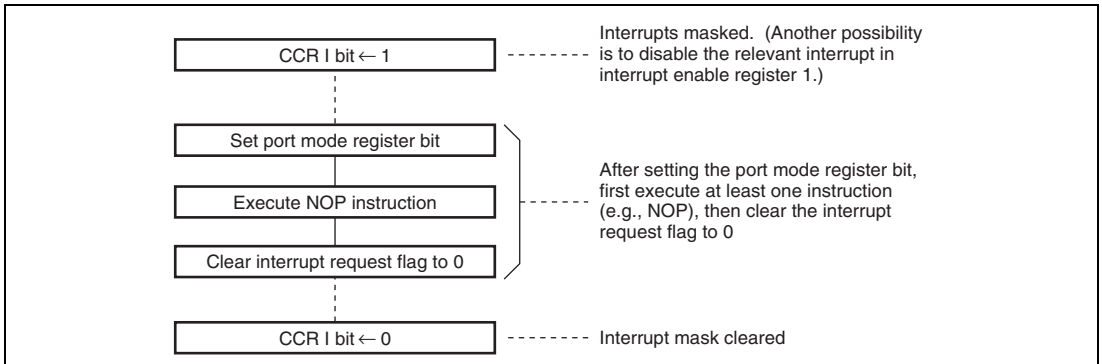 CCR I bit ← 1
Interrupts masked. (Another possibility
is to disable the relevant interrupt in
interrupt enable register 1.)
Set port mode register bit
Execute NOP instruction
Clear interrupt request flag to 0
After setting the port mode register bit,
first execute at least one instruction
(e.g., NOP), then clear the interrupt
request flag to 0
CCR I bit ← 0
Interrupt mask cleared